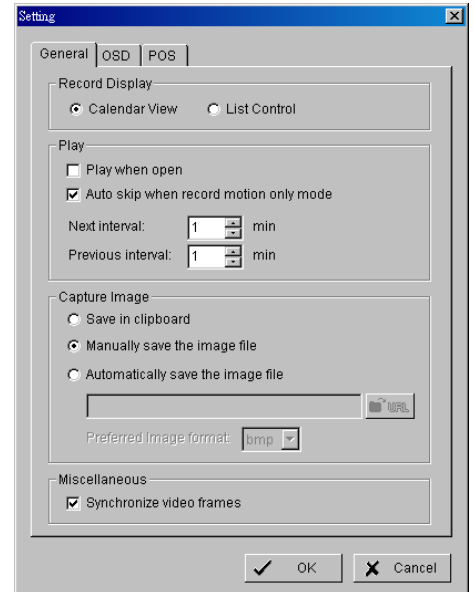 Setting
General OSD POS
Record Display
Calendar View List Control
Play
Play when open
Auto skip when record motion only mode
Next interval: 1 min
Previous interval: 1 min
Capture Image
Save in clipboard
Manually save the image file
Automatically save the image file
URL
Preferred Image format: bmp
Miscellaneous
Synchronize video frames
OK Cancel